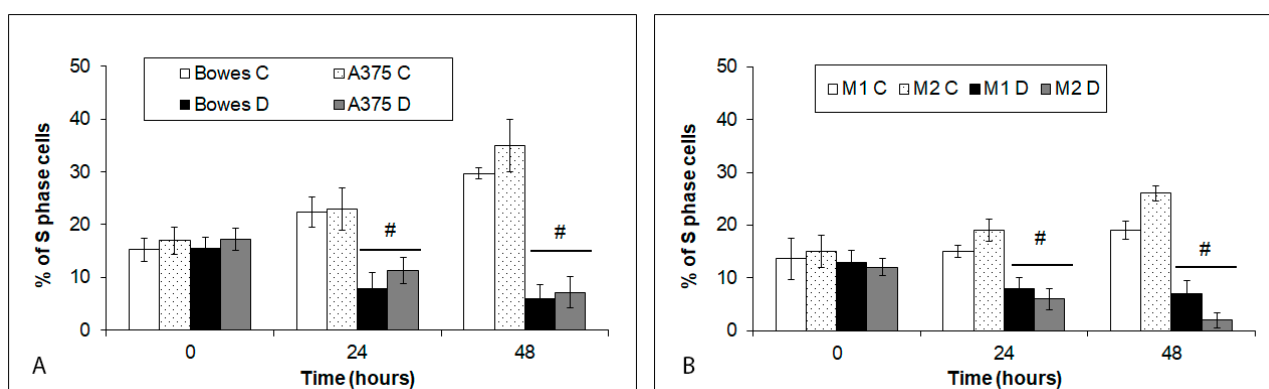 50
40
30
20
10
0
% of S phase cells
Bowes C A375 C
Bowes D A375 D
#
#
0 24 48
Time (hours)
A
50
40
30
20
10
0
% of S phase cells
M1 C M2 C M1 D M2 D
#
#
0 24 48
Time (hours)
B